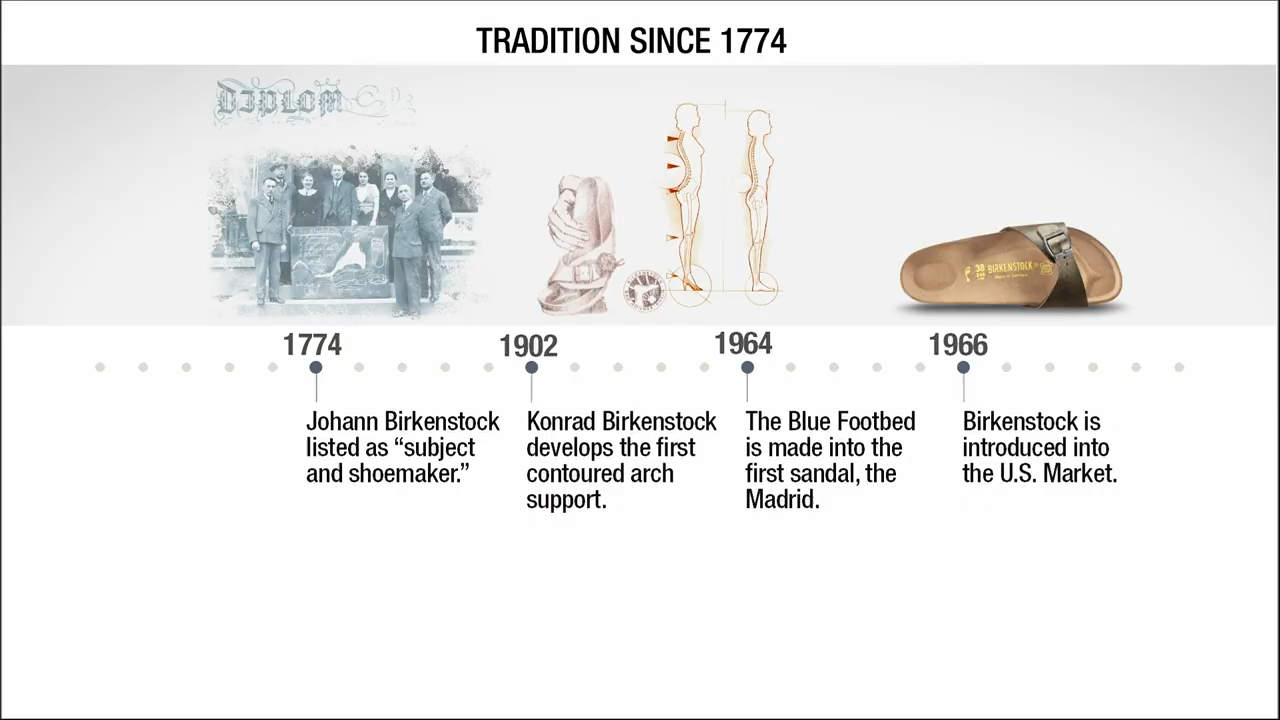 TRADITION SINCE 1774
Diplom
38
BIRKENSTOCK
1774
1902
1964
1966
Johann Birkenstock
listed as “subject
and shoemaker.”
Konrad Birkenstock
develops the first
contoured arch
support.
The Blue Footbed
is made into the
first sandal, the
Madrid.
Birkenstock is
introduced into
the U.S. Market.